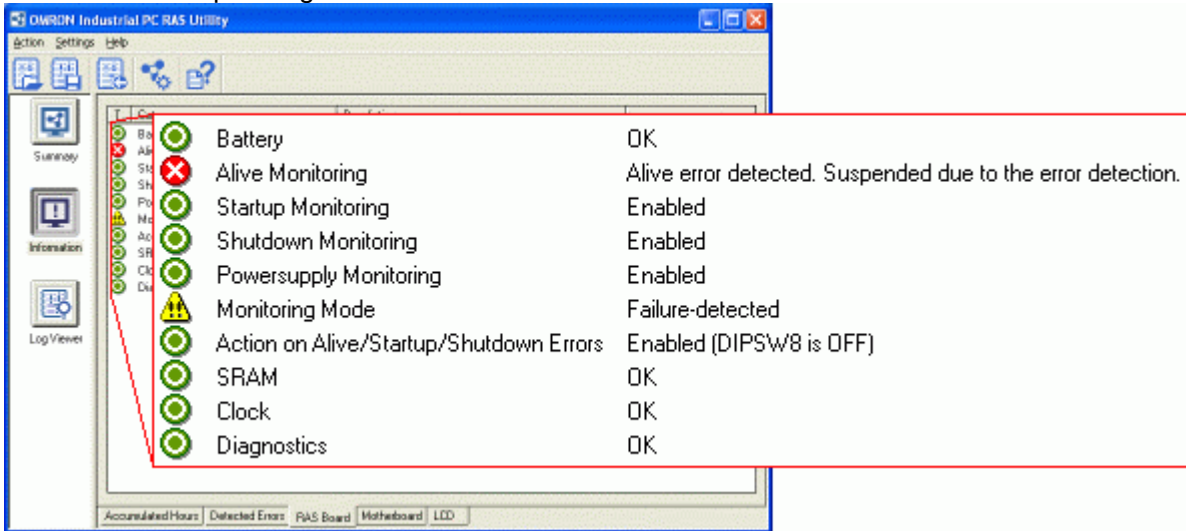 OMRON Industrial PC RAS Utility
Action Settings Help
Summary
Information
Log Viewer
Battery OK
Alive Monitoring Alive error detected. Suspended due to the error detection.
Startup Monitoring Enabled
Shutdown Monitoring Enabled
Powersupply Monitoring Enabled
Monitoring Mode Failure-detected
Action on Alive/Startup/Shutdown Errors Enabled (DIPSW8 is OFF)
SRAM OK
Clock OK
Diagnostics OK
Accumulated Hours Detected Errors RAS Board Motherboard LCD